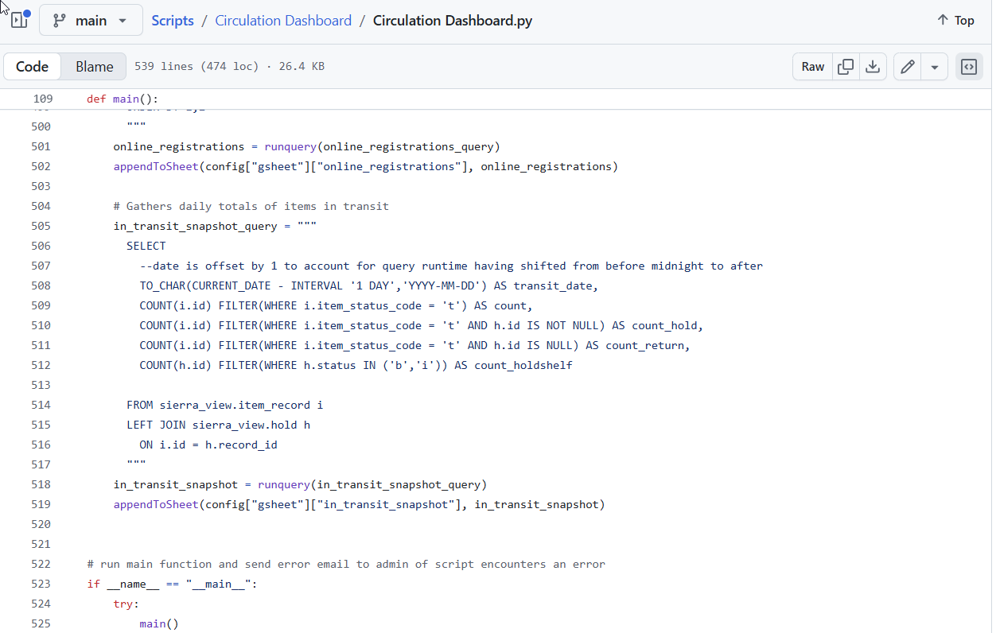 main
Scripts / Circulation Dashboard / Circulation Dashboard.py
Top
Code Blame 539 lines (474 loc) · 26.4 KB
Raw
109 def main():
500 """
501 online_registrations = runquery(online_registrations_query)
502 appendToSheet(config["gsheet"]["online_registrations"], online_registrations)
503
504 # Gathers daily totals of items in transit
505 in_transit_snapshot_query = """
506 SELECT
507 --date is offset by 1 to account for query runtime having shifted from before midnight to after
508 TO_CHAR(CURRENT_DATE - INTERVAL '1 DAY','YYYY-MM-DD') AS transit_date,
509 COUNT(i.id) FILTER(WHERE i.item_status_code = 't') AS count,
510 COUNT(i.id) FILTER(WHERE i.item_status_code = 't' AND h.id IS NOT NULL) AS count_hold,
511 COUNT(i.id) FILTER(WHERE i.item_status_code = 't' AND h.id IS NULL) AS count_return,
512 COUNT(h.id) FILTER(WHERE h.status IN ('b','i')) AS count_holdshelf
513
514 FROM sierra_view.item_record i
515 LEFT JOIN sierra_view.hold h
516 ON i.id = h.record_id
517 """
518 in_transit_snapshot = runquery(in_transit_snapshot_query)
519 appendToSheet(config["gsheet"]["in_transit_snapshot"], in_transit_snapshot)
520
521
522 # run main function and send error email to admin of script encounters an error
523 if __name__ == "__main__":
524 try:
525 main()